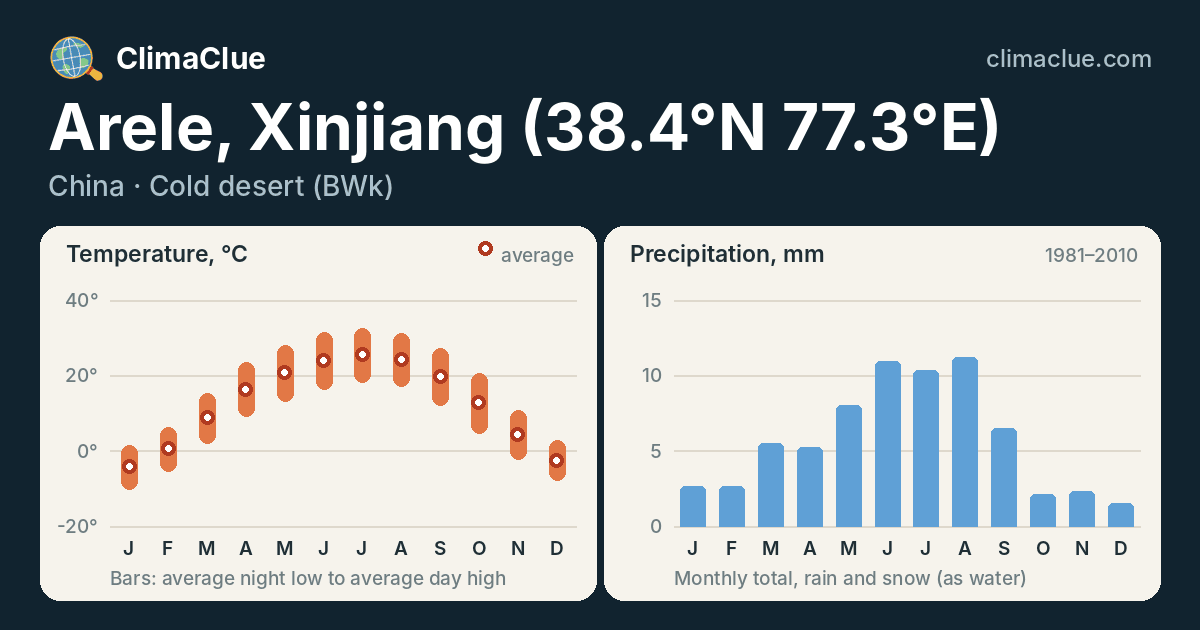 ClimaClue
climaclue.com
Arele, Xinjiang (38.4°N 77.3°E)
China · Cold desert (BWk)
Temperature, °C
average
40°
20°
0°
-20°
J F M A M J J A S O N D
Bars: average night low to average day high
Precipitation, mm
1981–2010
15
10
5
0
J F M A M J J A S O N D
Monthly total, rain and snow (as water)